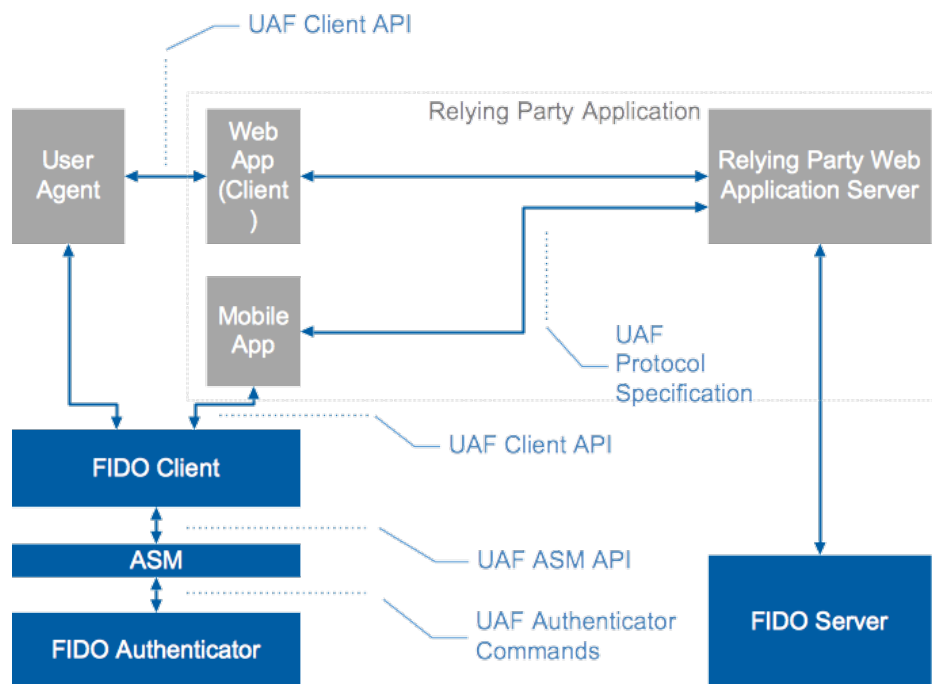 UAF Client API
Relying Party Application
User
Agent
Web
App
(Client
)
Relying Party Web
Application Server
Mobile
App
UAF
Protocol
Specification
UAF Client API
FIDO Client
ASM
UAF ASM API
FIDO Authenticator
UAF Authenticator
Commands
FIDO Server